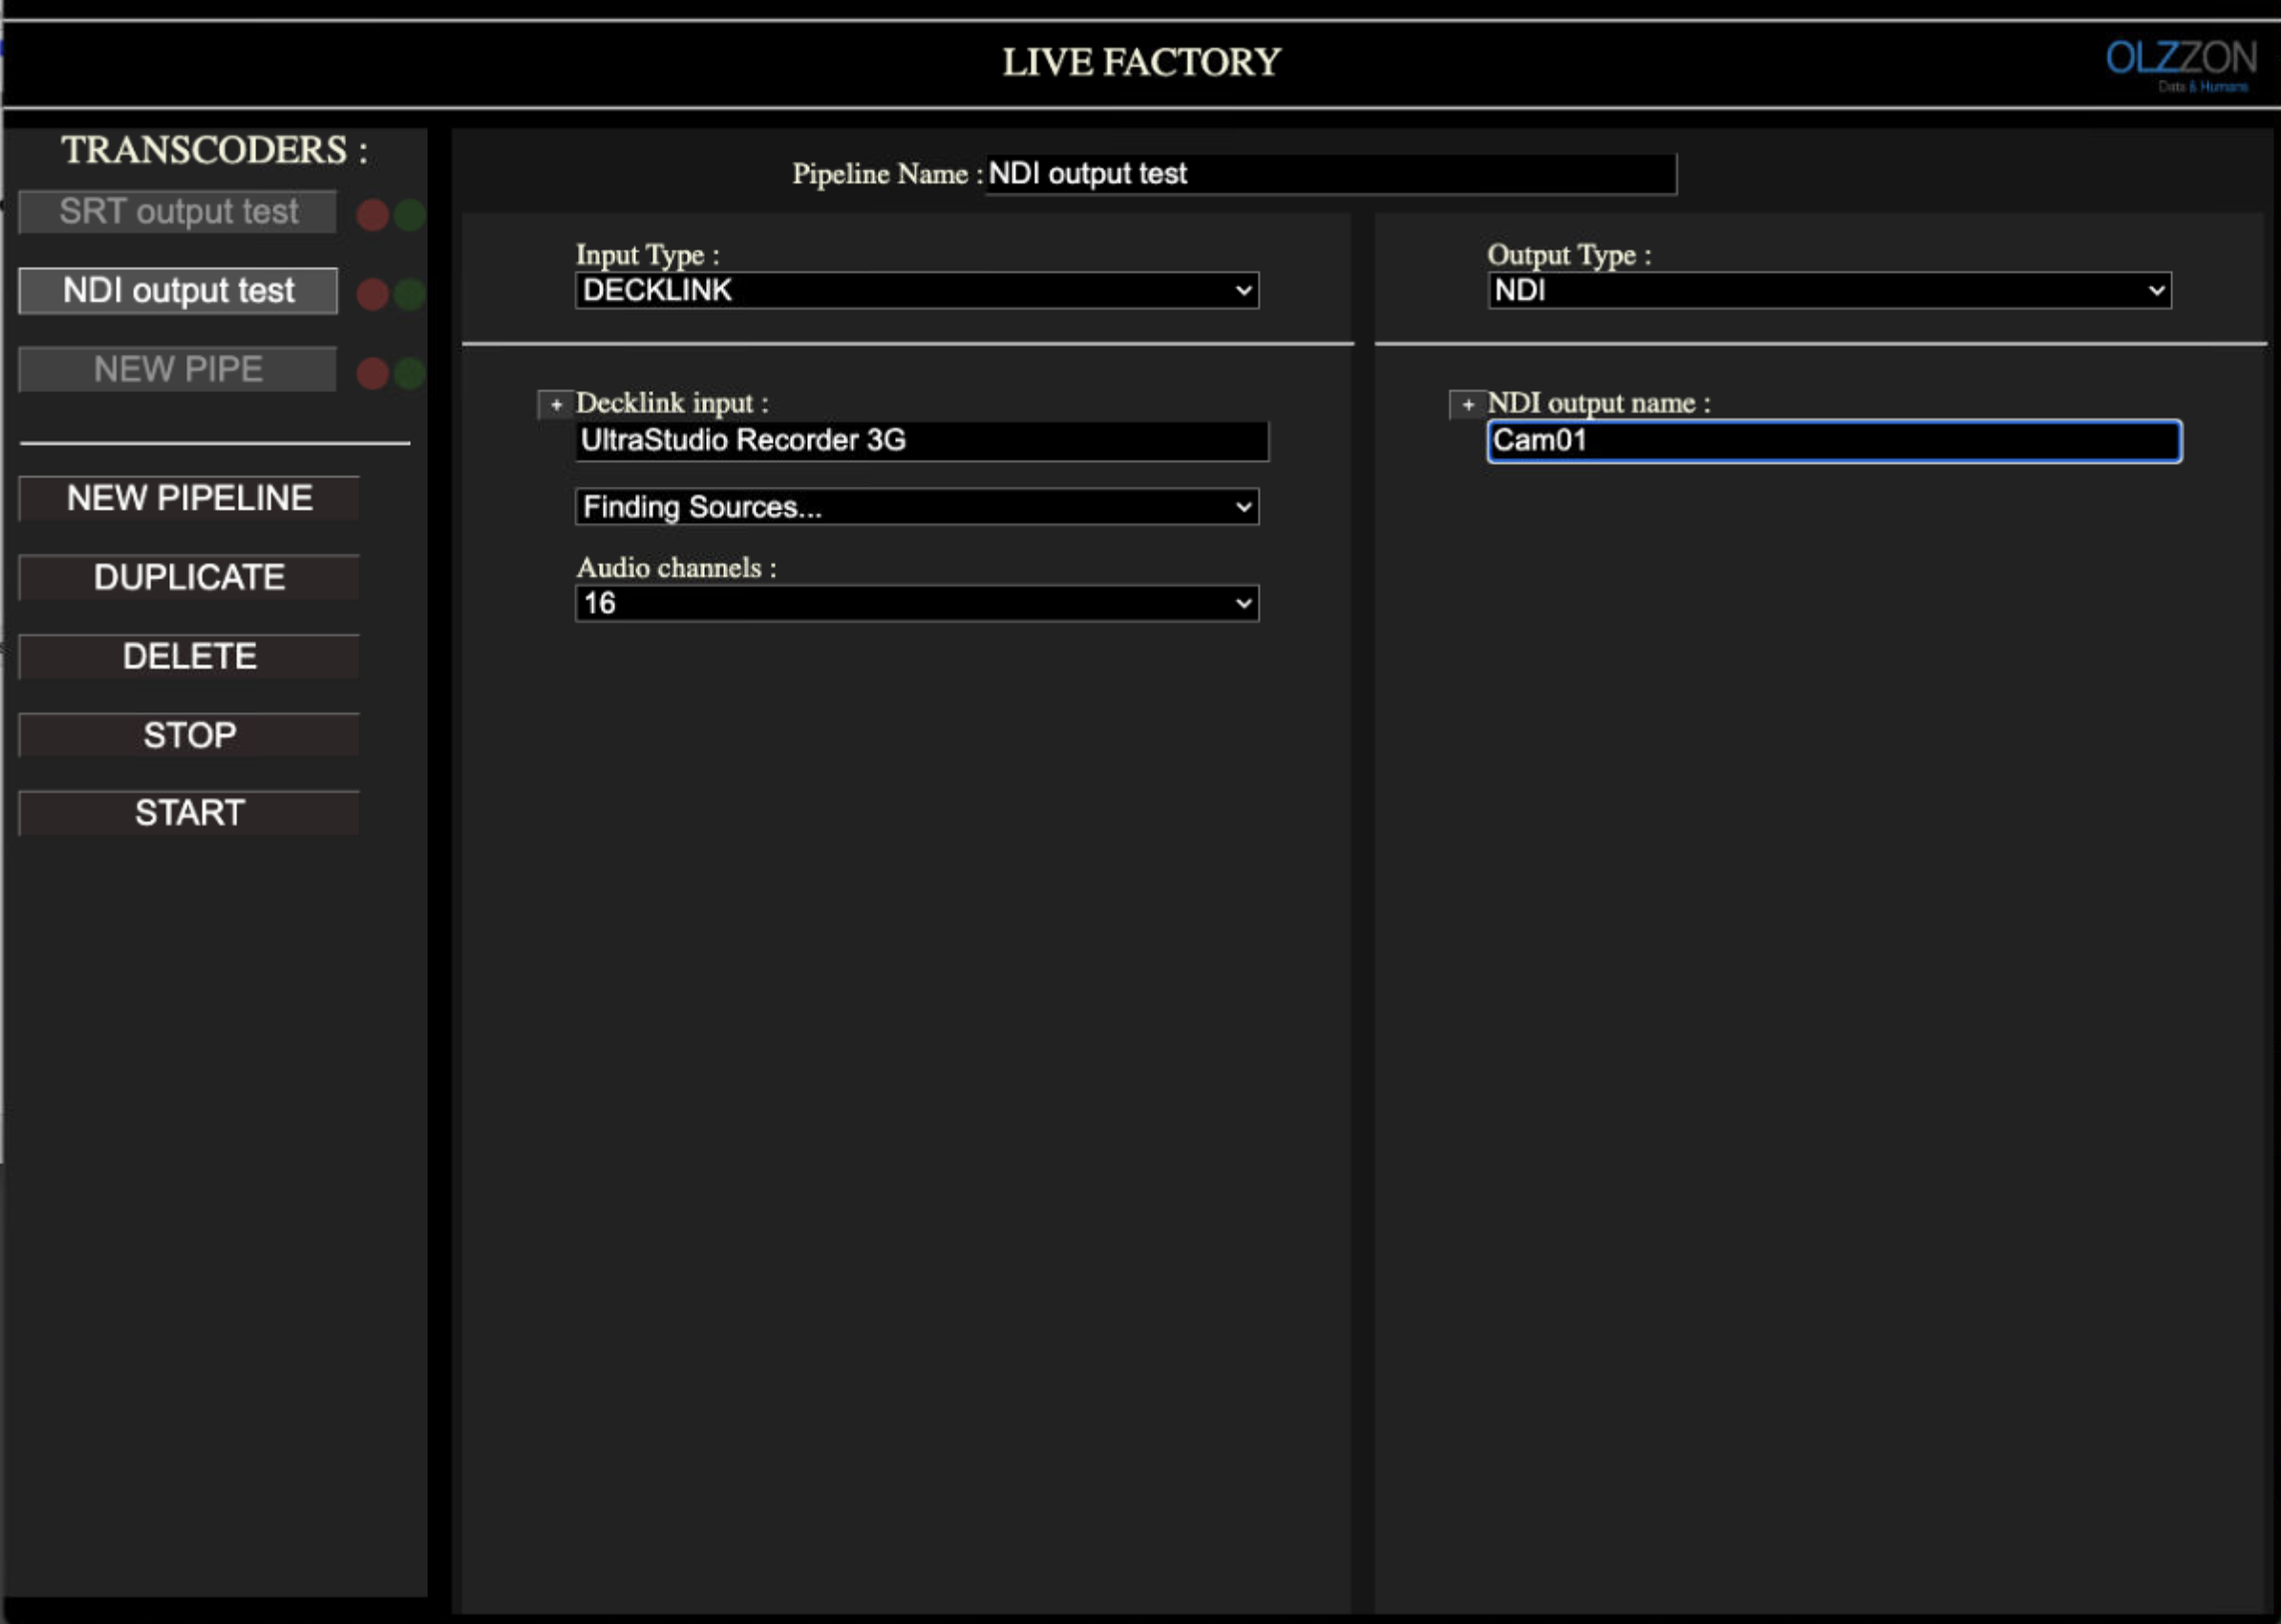 LIVE FACTORY
OLZZON
Data & Humans
TRANSCODERS :
SRT output test
NDI output test
NEW PIPE
NEW PIPELINE
DUPLICATE
DELETE
STOP
START
Pipeline Name : NDI output test
Input Type :
DECKLINK
+ Decklink input :
UltraStudio Recorder 3G
Finding Sources...
Audio channels :
16
Output Type :
NDI
+ NDI output name :
Cam01